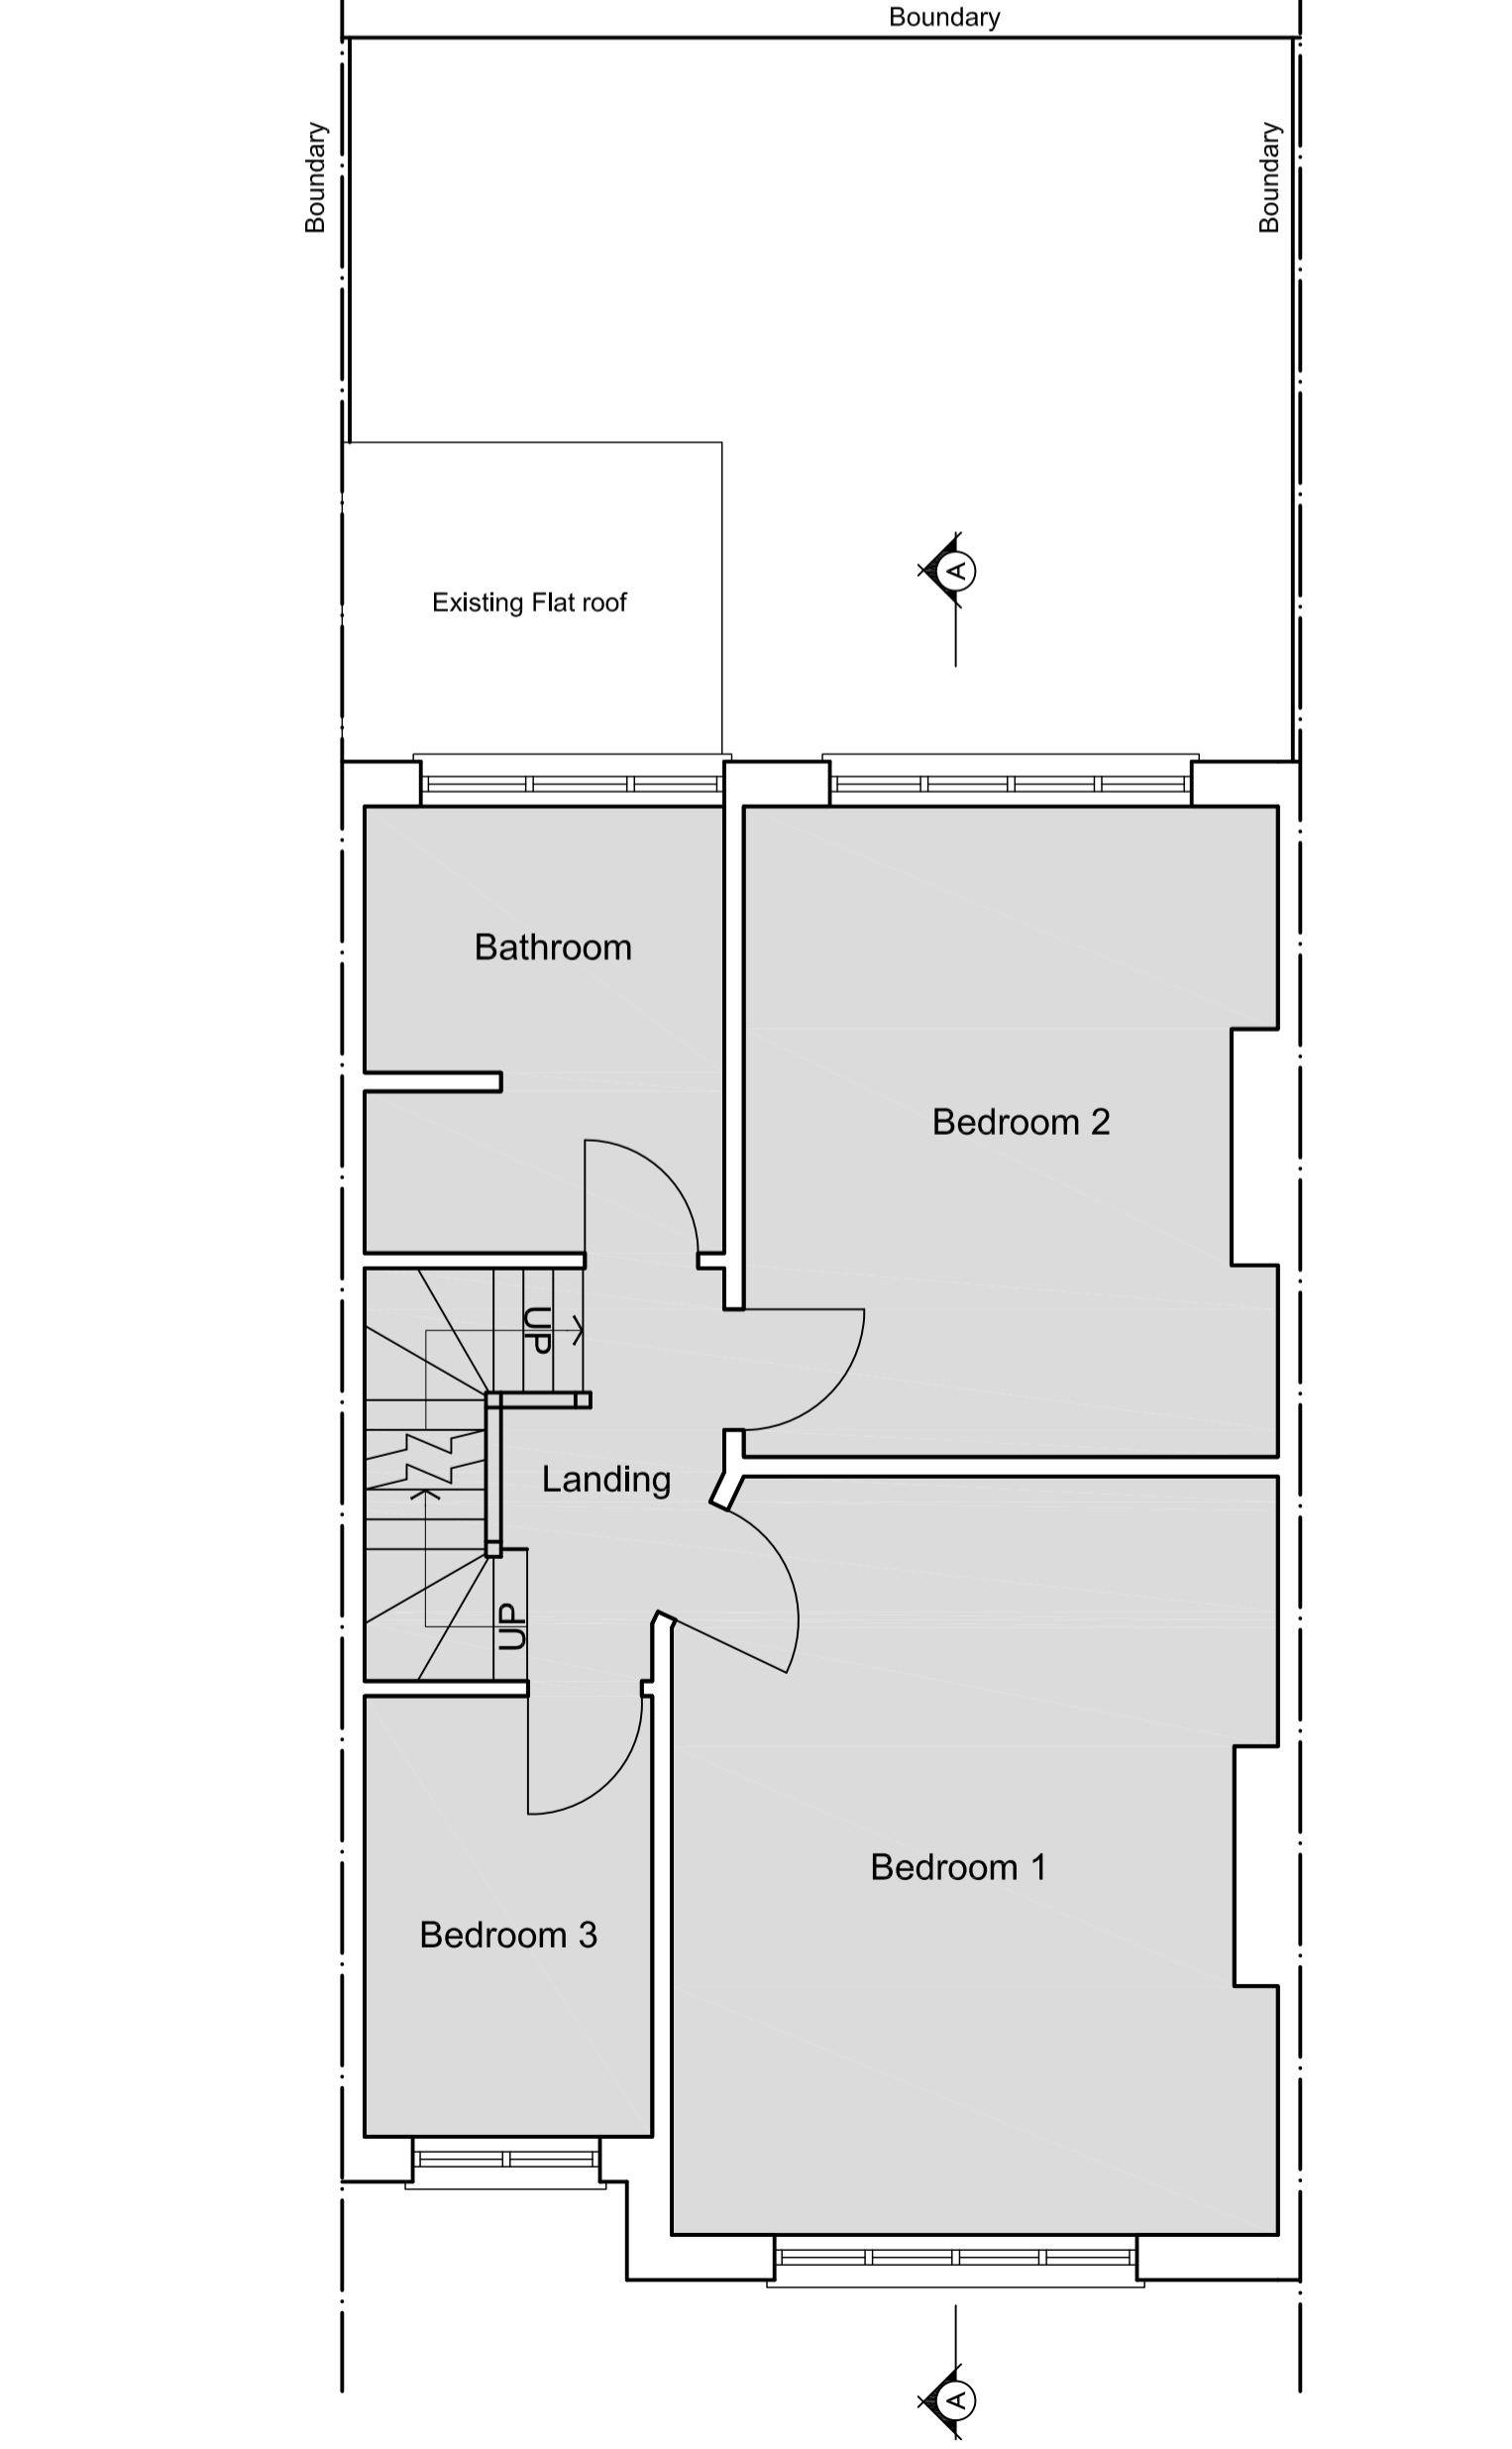 Boundary
Boundary
Boundary
A
Existing Flat roof
Bathroom
Bedroom 2
UP
Landing
UP
Bedroom 1
Bedroom 3
A